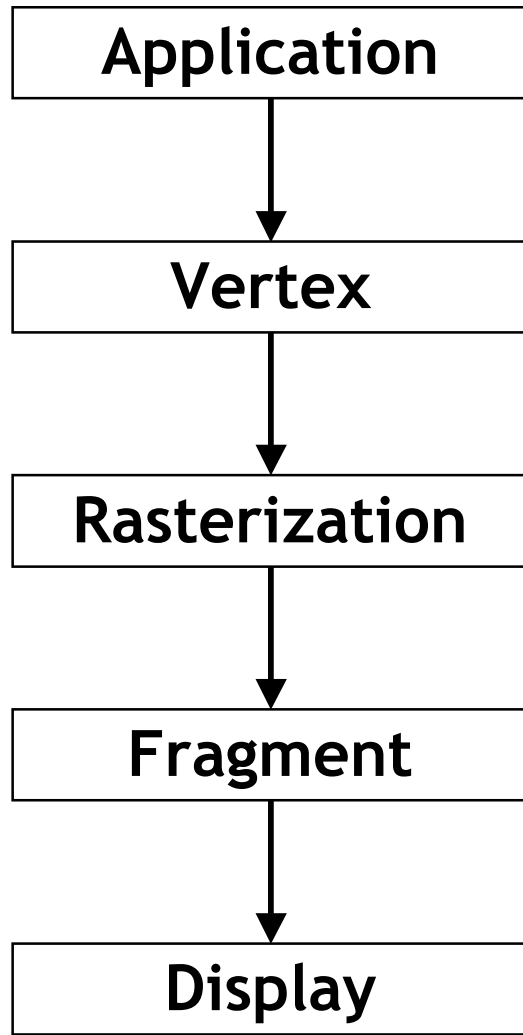 Application
Vertex
Rasterization
Fragment
Display